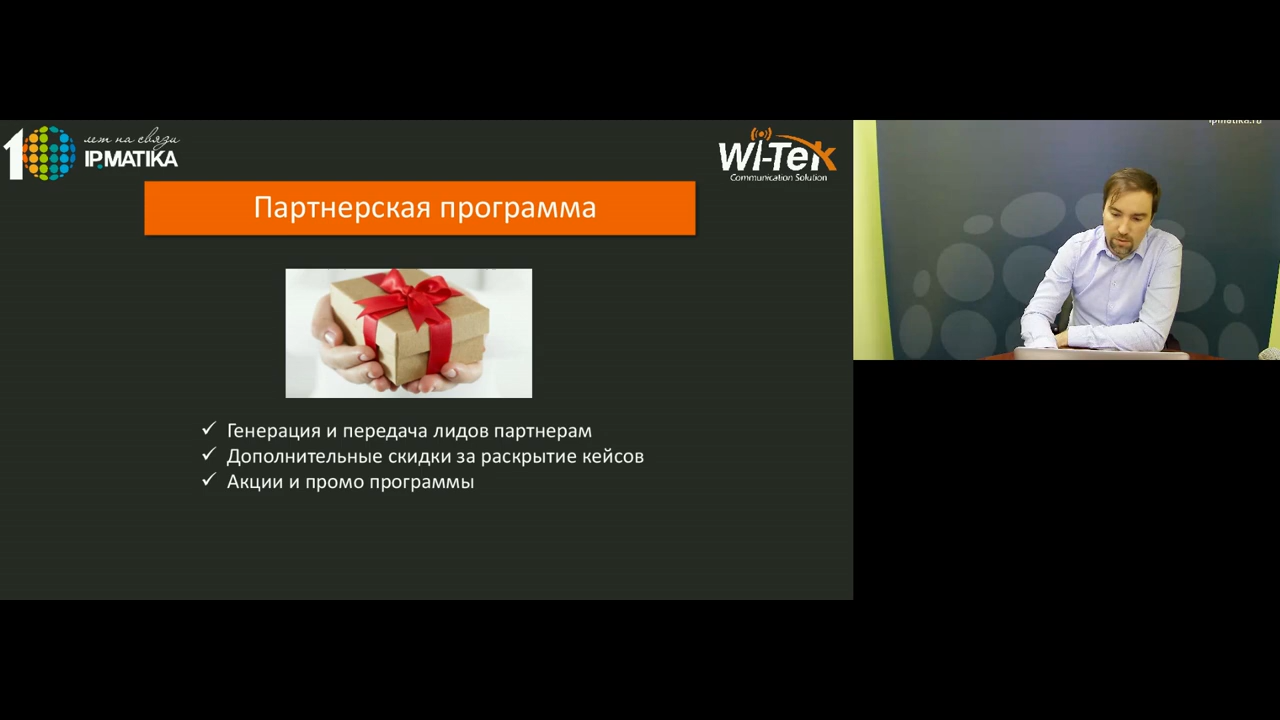 10 лет на связи
IPMATIKA
Wi-Tek
Communication Solution
ipmatika.ru
Партнерская программа
Генерация и передача лидов партнерам
Дополнительные скидки за раскрытие кейсов
Акции и промо программы